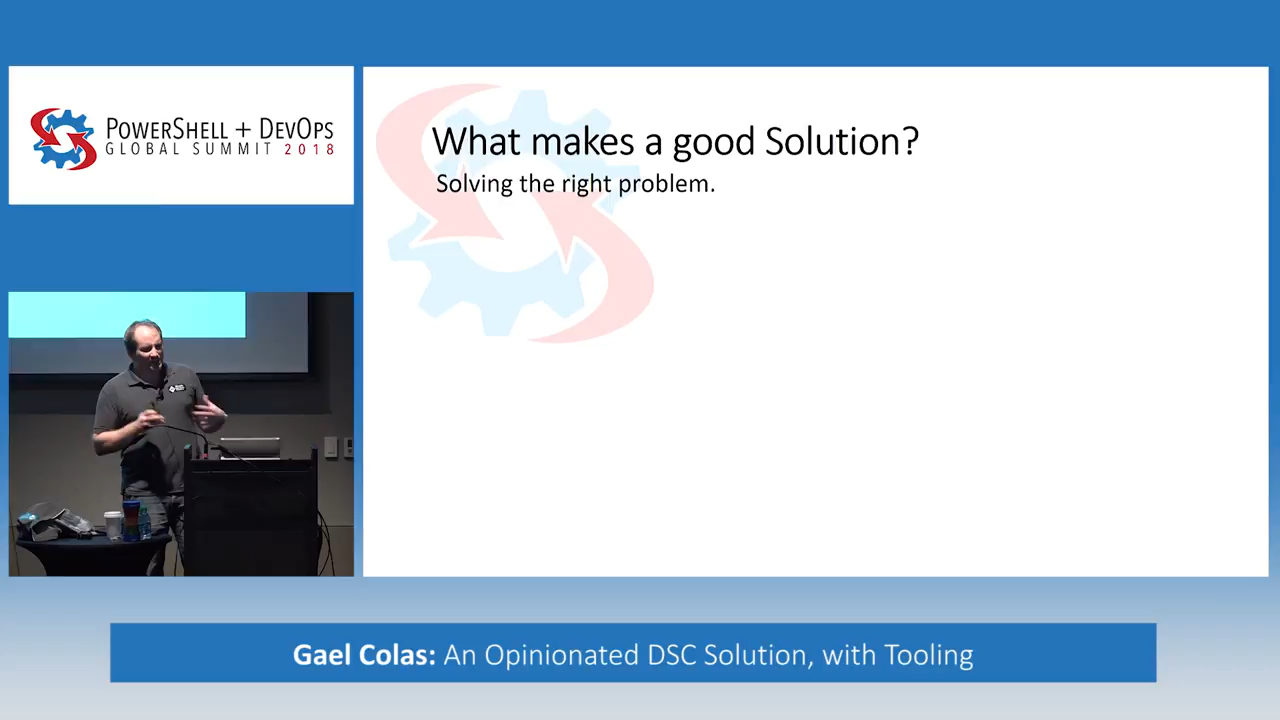 POWERSHELL + DEVOPS
GLOBAL SUMMIT 2018
What makes a good Solution?
Solving the right problem.
Gael Colas: An Opinionated DSC Solution, with Tooling